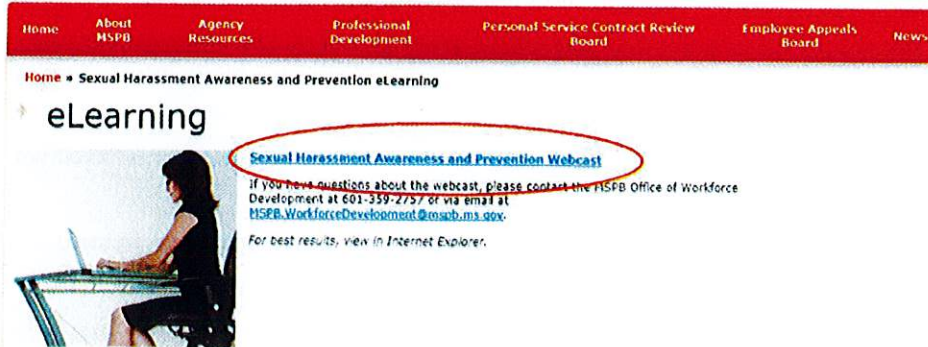 Home
About MSPB
Agency Resources
Professional Development
Personal Service Contract Review Board
Employee Appeals Board
News
Home » Sexual Harassment Awareness and Prevention eLearning
eLearning
Sexual Harassment Awareness and Prevention Webcast
If you have questions about the webcast, please contact the MSPB Office of Workforce
Development at 601-359-2757 or via email at
MSPB.WorkforceDevelopment@mspb.ms.gov.
For best results, view in Internet Explorer.